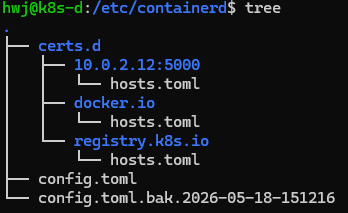 hwj@k8s-d:/etc/containerd$ tree
.
├── certs.d
│   ├── 10.0.2.12:5000
│   │   └── hosts.toml
│   ├── docker.io
│   │   └── hosts.toml
│   └── registry.k8s.io
│       └── hosts.toml
├── config.toml
└── config.toml.bak.2026-05-18-151216